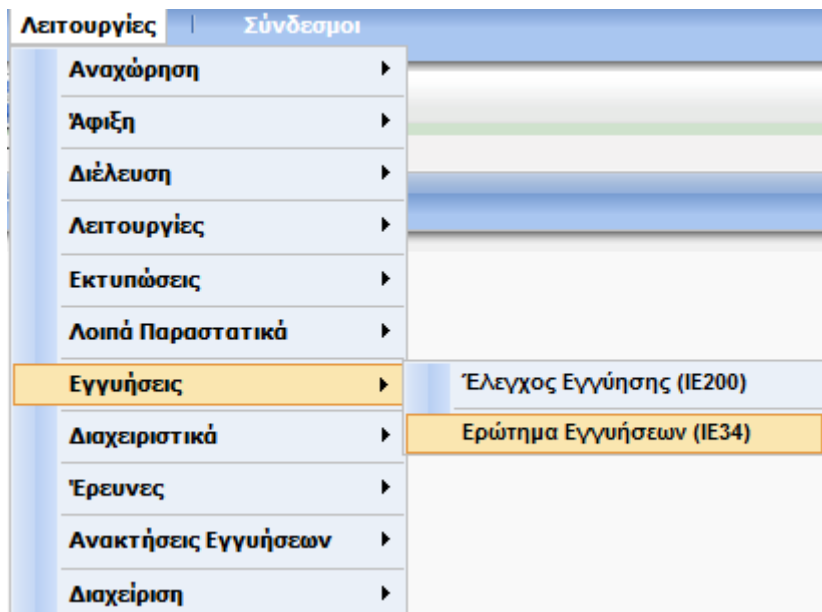 Λειτουργίες | Σύνδεσμοι
Αναχώρηση
Άφιξη
Διέλευση
Λειτουργίες
Εκτυπώσεις
Λοιπά Παραστατικά
Εγγυήσεις
Έλεγχος Εγγύησης (IE200)
Ερώτημα Εγγυήσεων (IE34)
Διαχειριστικά
Έρευνες
Ανακτήσεις Εγγυήσεων
Διαχείριση